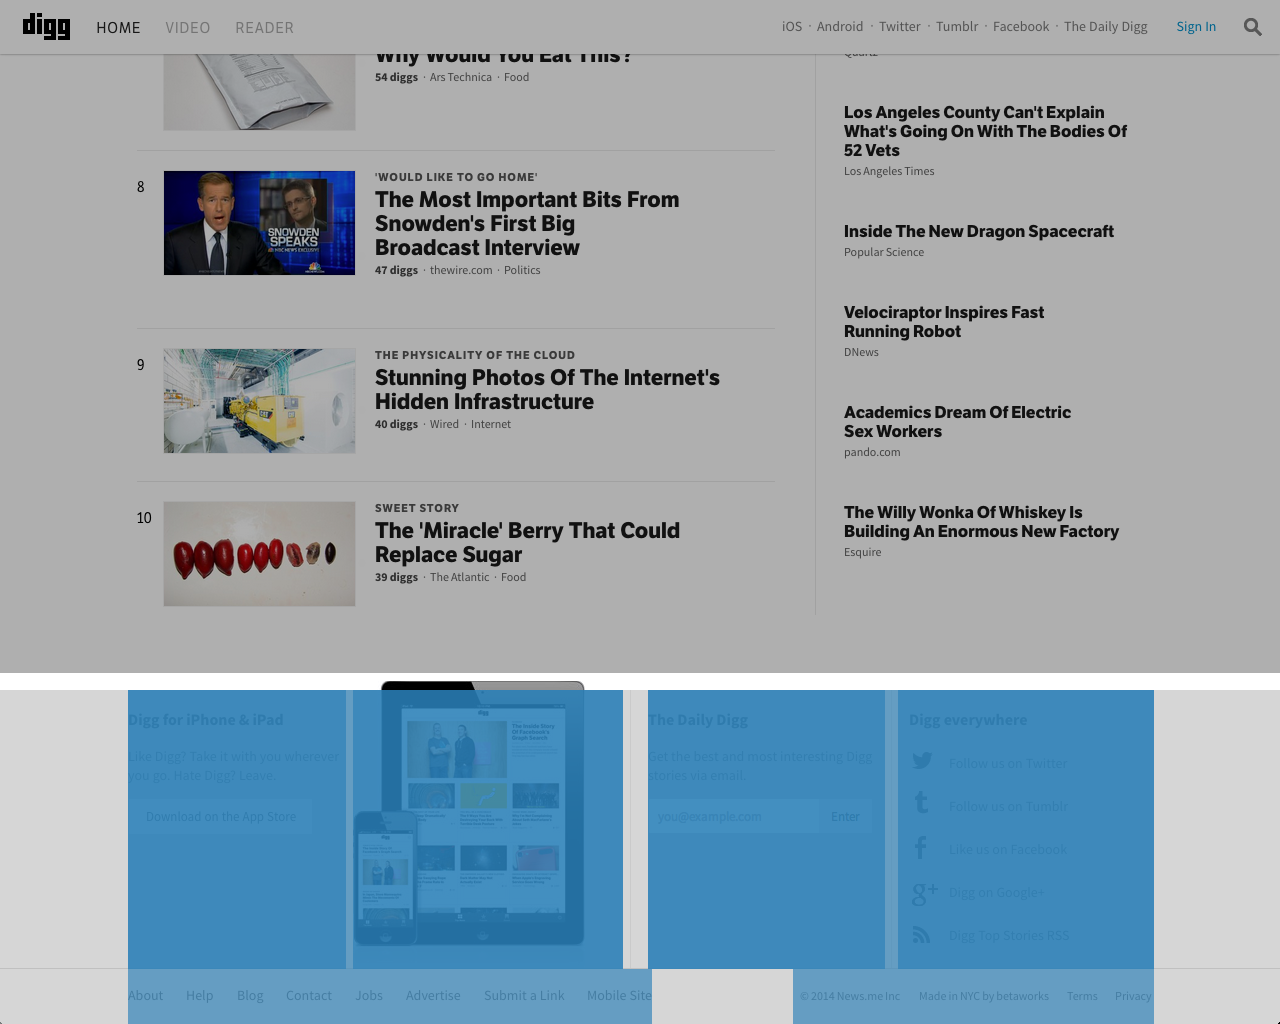 digg HOME VIDEO READER iOS · Android · Twitter · Tumblr · Facebook · The Daily Digg Sign In
Why Would You Eat This?
54 diggs · Ars Technica · Food
8
'WOULD LIKE TO GO HOME'
The Most Important Bits From
Snowden's First Big
Broadcast Interview
47 diggs · thewire.com · Politics
SNOWDEN
SPEAKS
9
THE PHYSICALITY OF THE CLOUD
Stunning Photos Of The Internet's
Hidden Infrastructure
40 diggs · Wired · Internet
10
SWEET STORY
The 'Miracle' Berry That Could
Replace Sugar
39 diggs · The Atlantic · Food
Quartz
Los Angeles County Can't Explain
What's Going On With The Bodies Of
52 Vets
Los Angeles Times
Inside The New Dragon Spacecraft
Popular Science
Velociraptor Inspires Fast
Running Robot
DNews
Academics Dream Of Electric
Sex Workers
pando.com
The Willy Wonka Of Whiskey Is
Building An Enormous New Factory
Esquire
Digg for iPhone & iPad
Like Digg? Take it with you wherever
you go. Hate Digg? Leave
Download on the App Store
digg
The Inside Story
Of Facebook's
Graph Search
The Daily Digg
Get the best and most interesting Digg
stories via email.
you@example.com Enter
Digg everywhere
Follow us on Twitter
Follow us on Tumblr
Like us on Facebook
Digg on Google+
Digg Top Stories RSS
About Help Blog Contact Jobs Advertise Submit a Link Mobile Site © 2014 News.me Inc Made in NYC by betaworks Terms Privacy